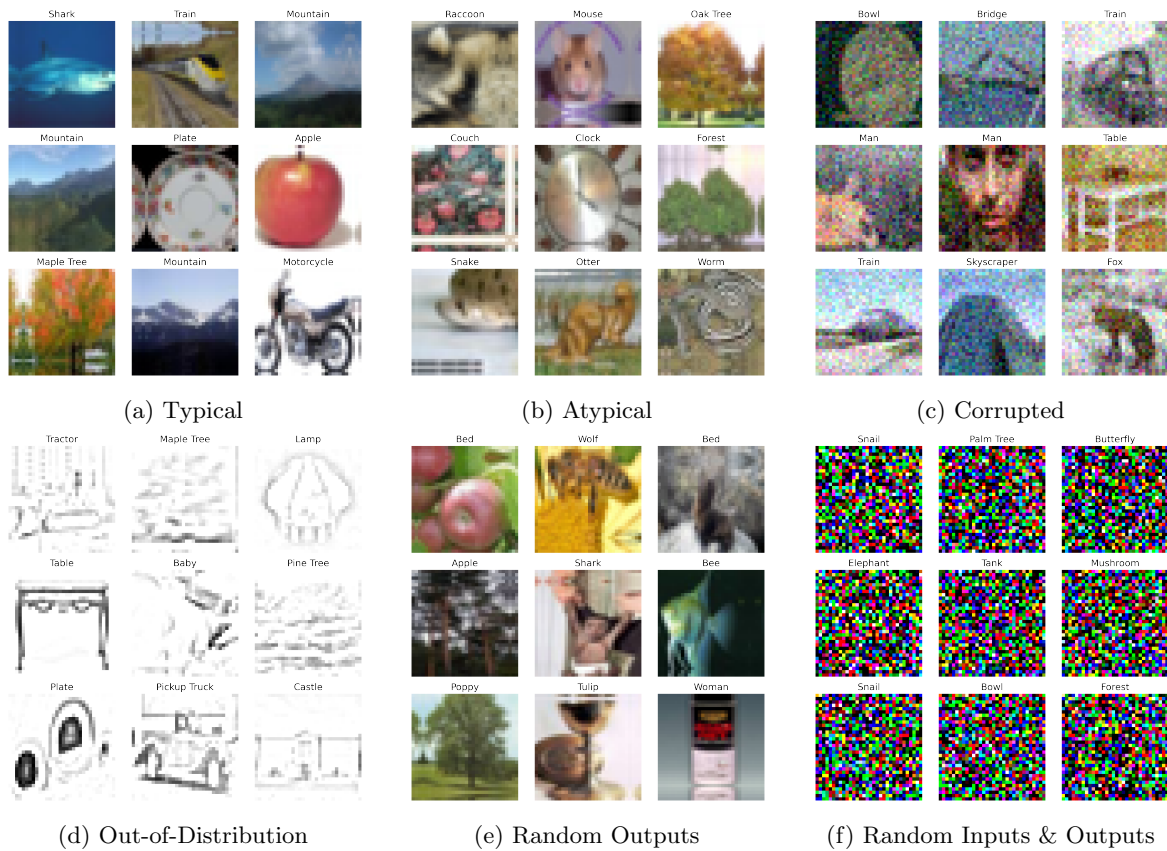 Shark Train Mountain
Mountain Plate Apple
Maple Tree Mountain Motorcycle
(a) Typical
Raccoon Mouse Oak Tree
Couch Clock Forest
Snake Otter Worm
(b) Atypical
Bowl Bridge Train
Man Man Table
Train Skyscraper Fox
(c) Corrupted
Tractor Maple Tree Lamp
Table Baby Pine Tree
Plate Pickup Truck Castle
(d) Out-of-Distribution
Bed Wolf Bed
Apple Shark Bee
Poppy Tulip Woman
(e) Random Outputs
Snail Palm Tree Butterfly
Elephant Tank Mushroom
Snail Bowl Forest
(f) Random Inputs & Outputs